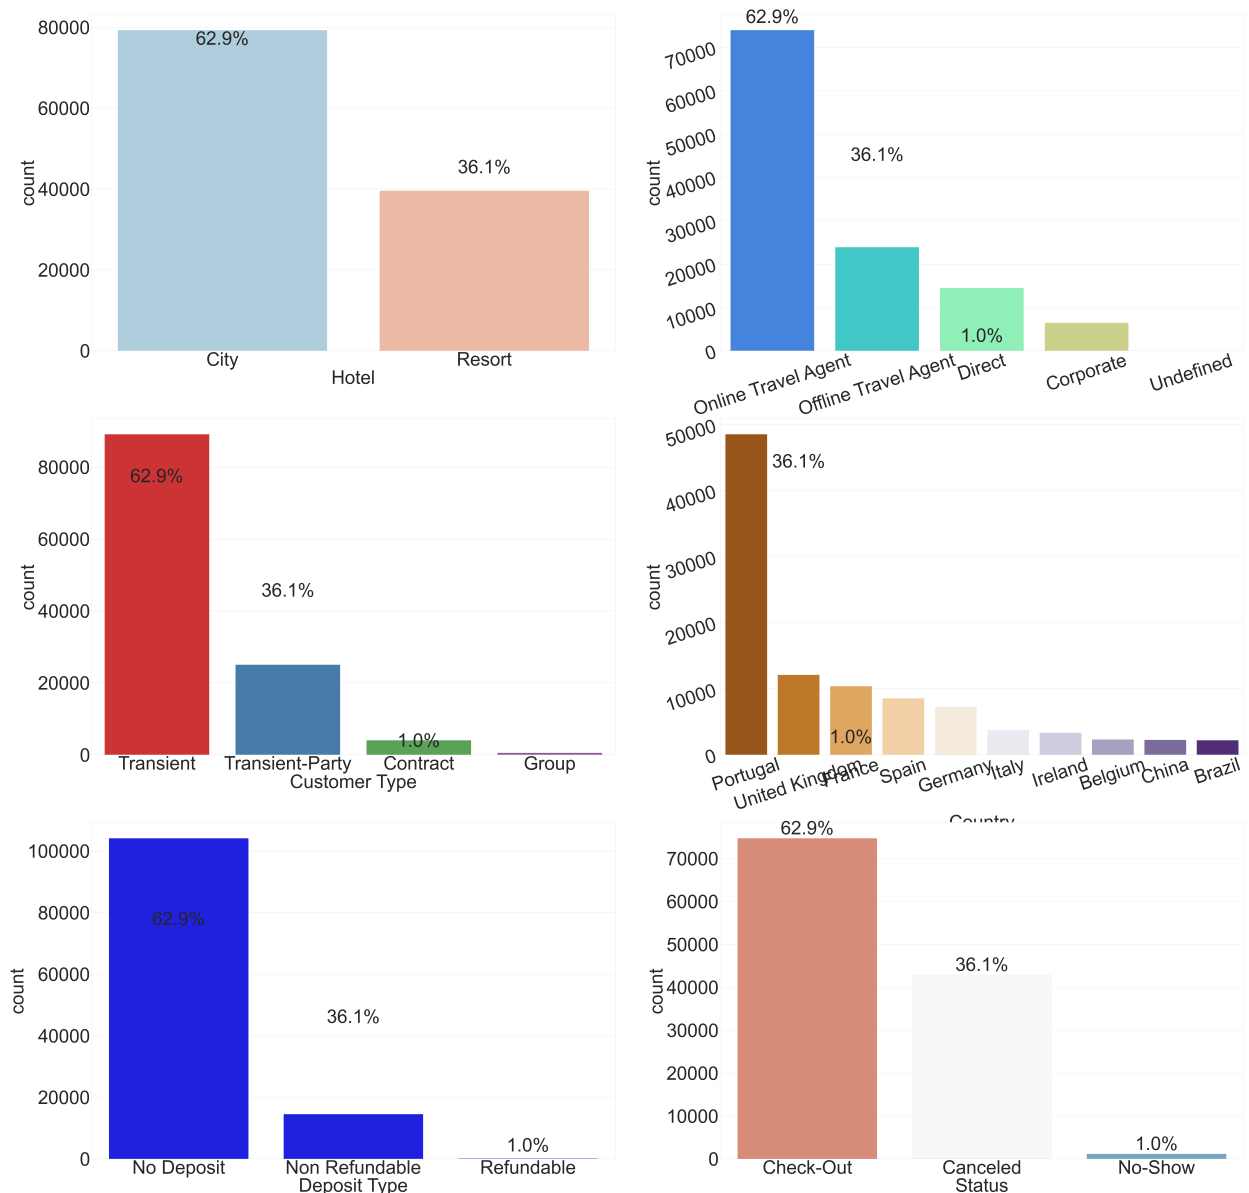 80000
60000
40000
20000
0
count
62.9%
36.1%
City
Resort
Hotel
70000
60000
50000
40000
30000
20000
10000
0
count
62.9%
36.1%
1.0%
Online Travel Agent
Offline Travel Agent
Direct
Corporate
Undefined
80000
60000
40000
20000
0
count
62.9%
36.1%
1.0%
Transient
Transient-Party
Contract
Group
Customer Type
50000
40000
30000
20000
10000
0
count
36.1%
1.0%
Portugal
United Kingdom
France
Spain
Germany
Italy
Ireland
Belgium
China
Brazil
Country
100000
80000
60000
40000
20000
0
count
62.9%
36.1%
1.0%
No Deposit
Non Refundable
Refundable
Deposit Type
70000
60000
50000
40000
30000
20000
10000
0
count
62.9%
36.1%
1.0%
Check-Out
Canceled
No-Show
Status